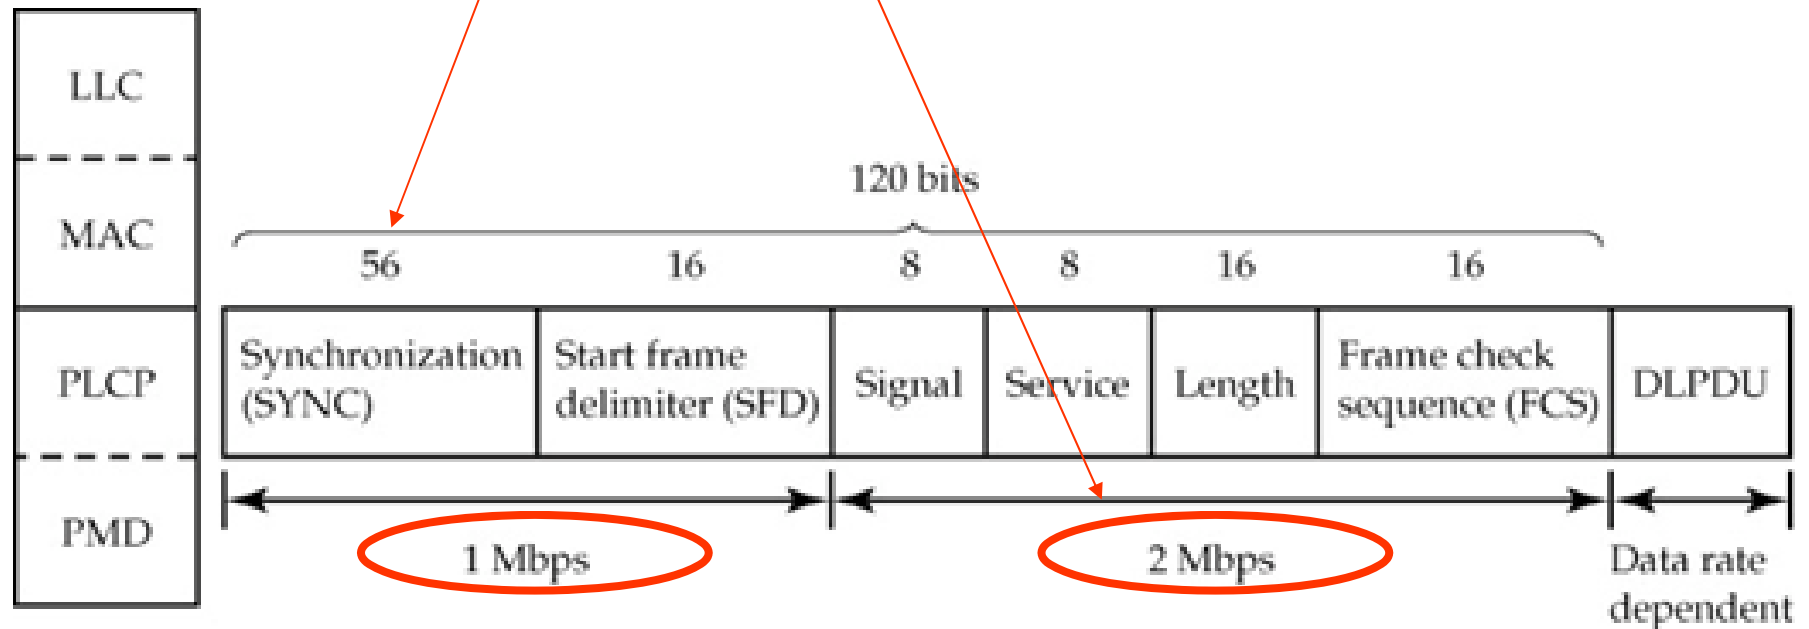 LLC
MAC
PLCP
PMD
120 bits
56
16
8
8
16
16
Synchronization
(SYNC)
Start frame
delimiter (SFD)
Signal
Service
Length
Frame check
sequence (FCS)
DLPDU
1 Mbps
2 Mbps
Data rate
dependent